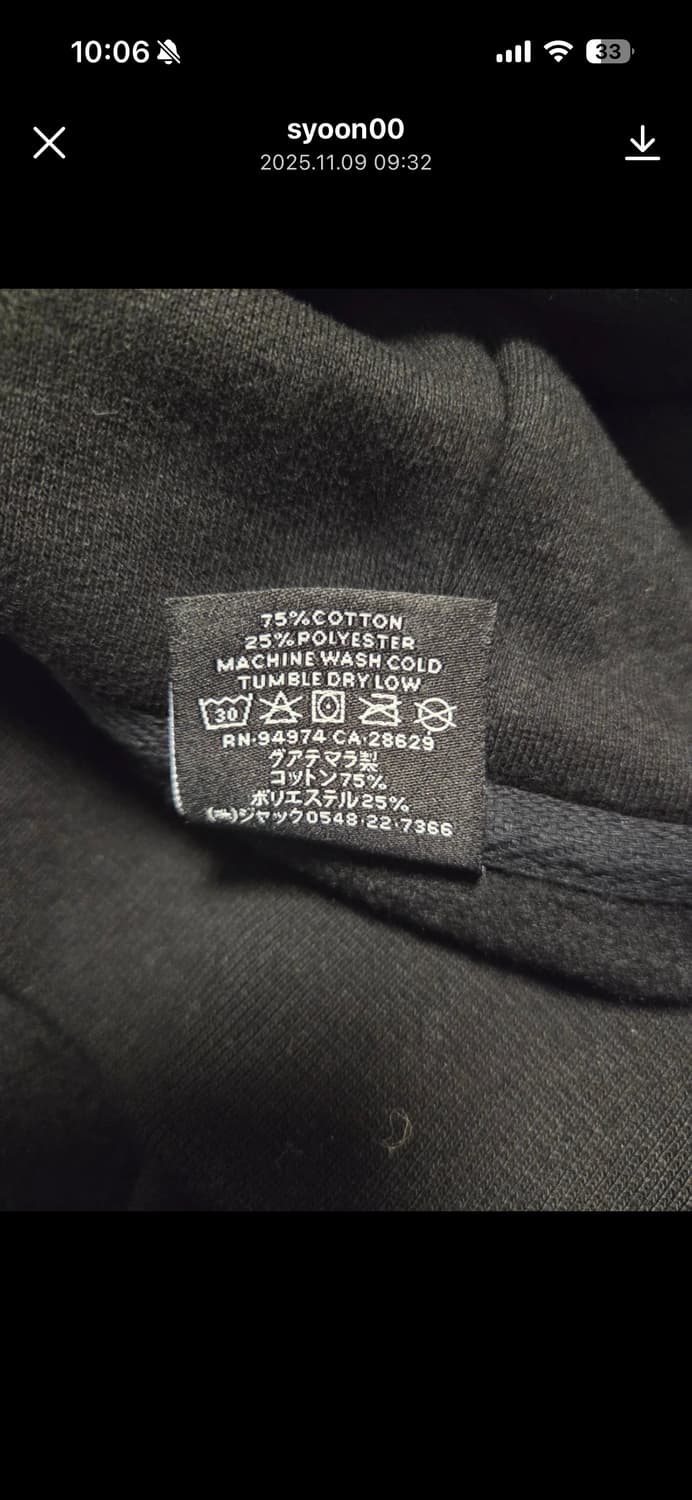 10:06
33
syoon00
2025.11.09 09:32
75%COTTON
25%POLYESTER
MACHINE WASH COLD
TUMBLE DRY LOW
30
RN·94974 CA·28629
グアテマラ製
コットン75%
ポリエステル25%
(株)ジャック0548·22·7366